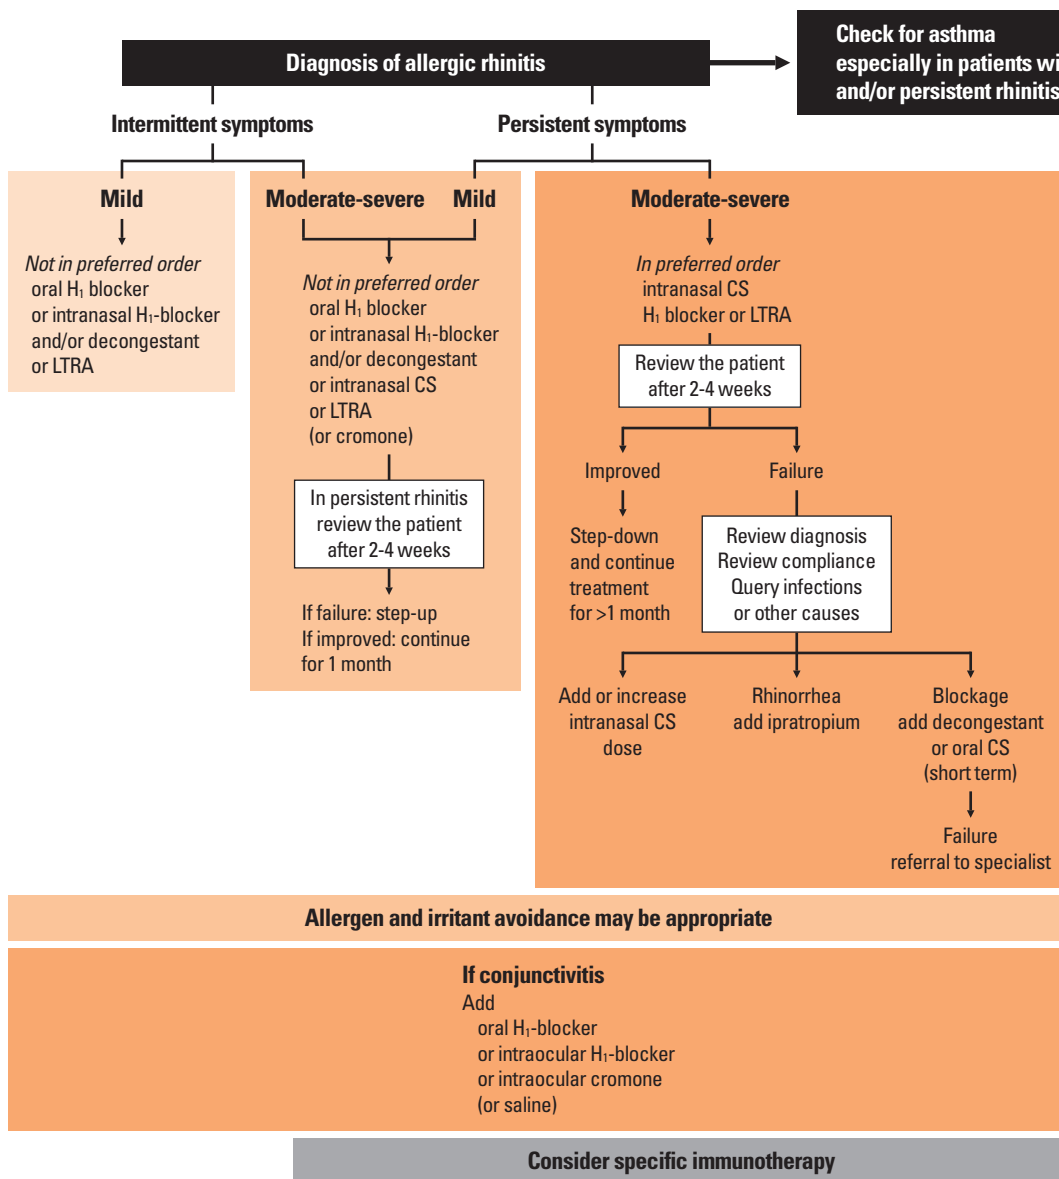 Diagnosis of allergic rhinitis
Check for asthma
especially in patients
and/or persistent rhinitis
Intermittent symptoms
Persistent symptoms
Mild
Not in preferred order
oral H₁ blocker
or intranasal H₁-blocker
and/or decongestant
or LTRA
Moderate-severe
Mild
Not in preferred order
oral H₁ blocker
or intranasal H₁-blocker
and/or decongestant
or intranasal CS
or LTRA
(or cromone)
In persistent rhinitis
review the patient
after 2-4 weeks
If failure: step-up
If improved: continue
for 1 month
Moderate-severe
In preferred order
intranasal CS
H₁ blocker or LTRA
Review the patient
after 2-4 weeks
Improved
Step-down
and continue
treatment
for >1 month
Failure
Review diagnosis
Review compliance
Query infections
or other causes
Add or increase
intranasal CS
dose
Rhinorrhea
add ipratropium
Blockage
add decongestant
or oral CS
(short term)
Failure
referral to specialist
Allergen and irritant avoidance may be appropriate
If conjunctivitis
Add
oral H₁-blocker
or intraocular H₁-blocker
or intraocular cromone
(or saline)
Consider specific immunotherapy